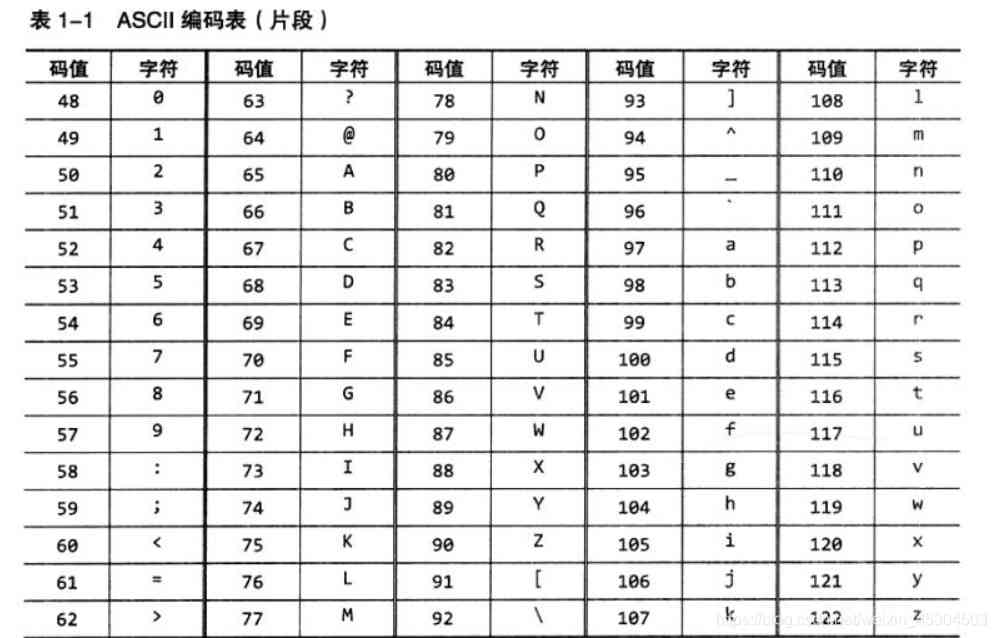 表 1-1 ASCII 编码表（片段）
码值 字符 码值 字符 码值 字符 码值 字符 码值 字符
48 0 63 ? 78 N 93 ] 108 l
49 1 64 @ 79 O 94 ^ 109 m
50 2 65 A 80 P 95 _ 110 n
51 3 66 B 81 Q 96 ` 111 o
52 4 67 C 82 R 97 a 112 p
53 5 68 D 83 S 98 b 113 q
54 6 69 E 84 T 99 c 114 r
55 7 70 F 85 U 100 d 115 s
56 8 71 G 86 V 101 e 116 t
57 9 72 H 87 W 102 f 117 u
58 : 73 I 88 X 103 g 118 v
59 ; 74 J 89 Y 104 h 119 w
60 < 75 K 90 Z 105 i 120 x
61 = 76 L 91 [ 106 j 121 y
62 > 77 M 92 \ 107 k 122 z